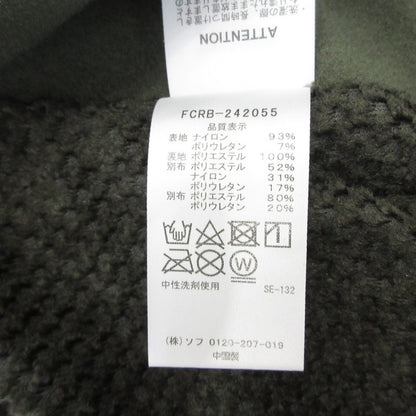 ATTENTION
FCRB-242055
品質表示
表地 ナイロン 93%
ポリウレタン 7%
裏地 ポリエステル 100%
別布 ポリエステル 52%
ナイロン 31%
ポリウレタン 17%
別布 ポリエステル 80%
ポリウレタン 20%
W
中性洗剤使用 SE-132
(株) ソフ 0120-207-019
中国製